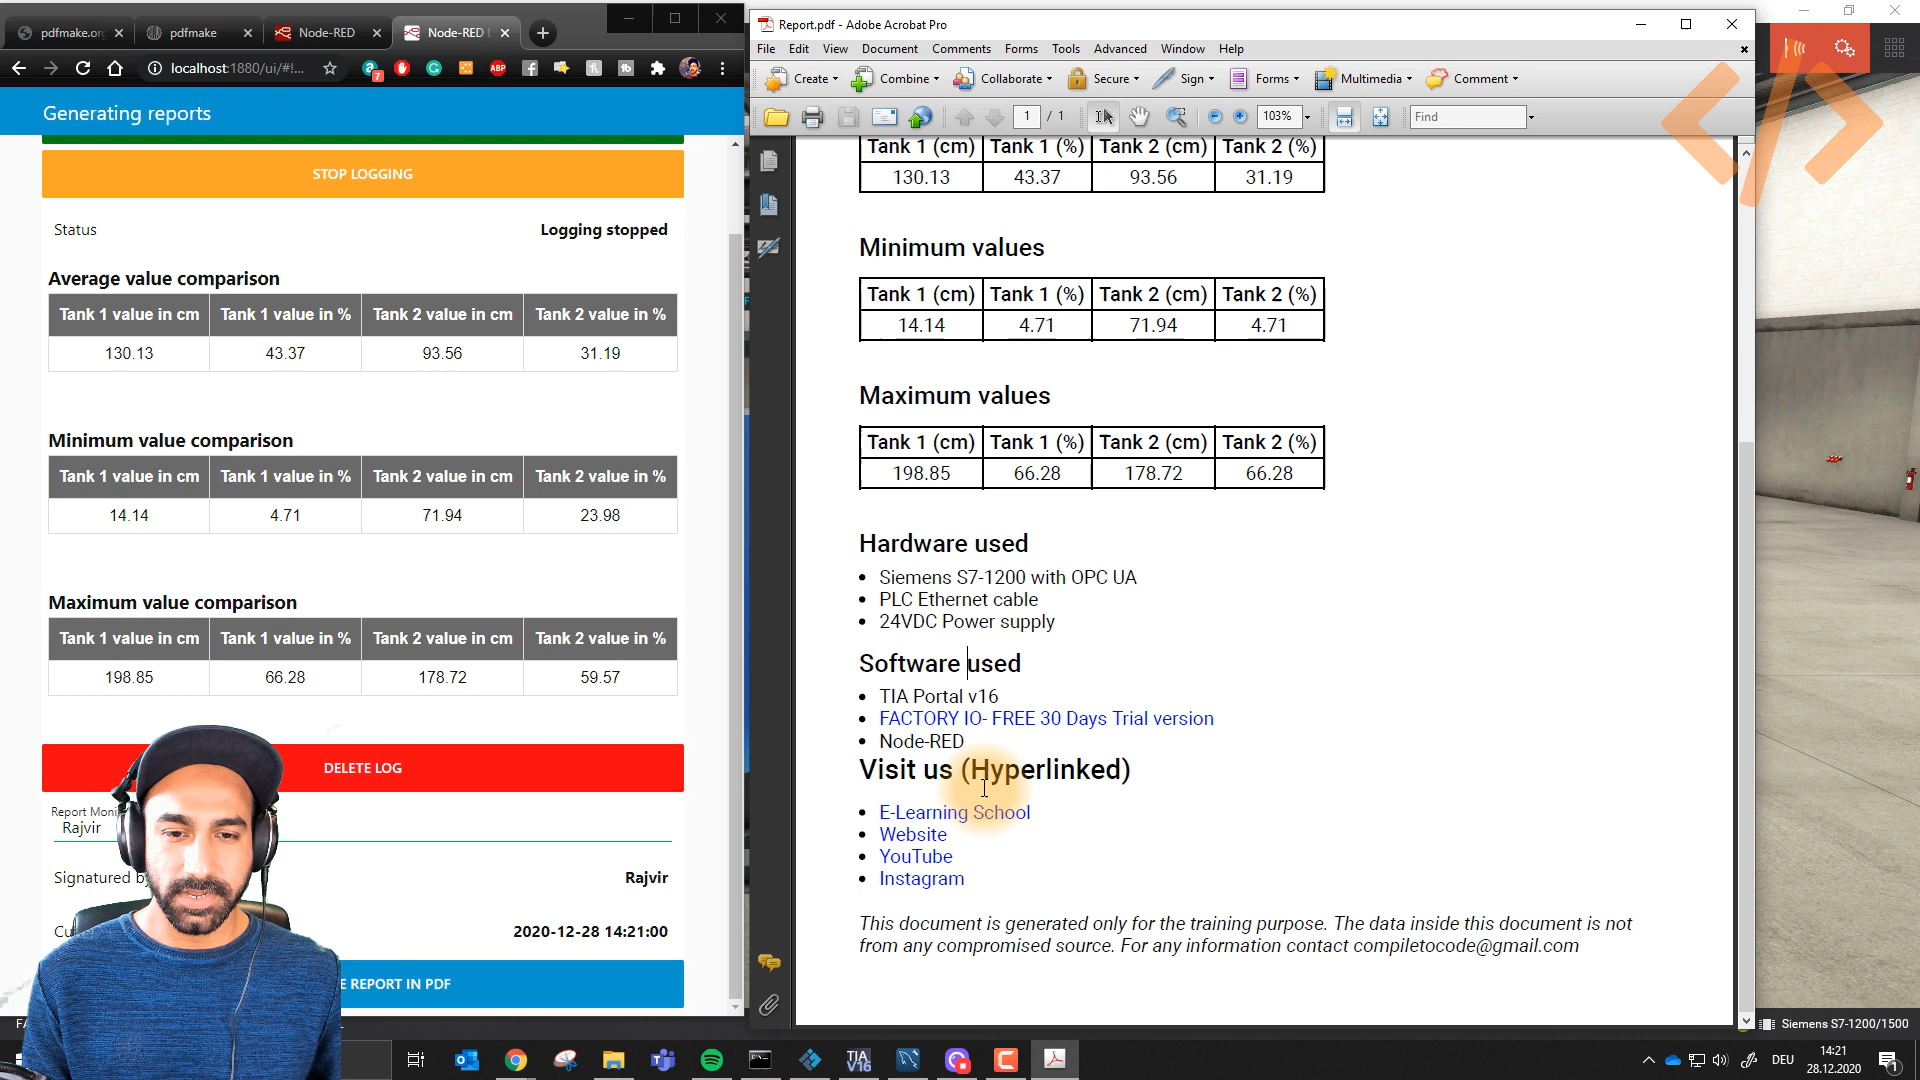 pdfmake.or
pdfmake
Node-RED
Node-RED
localhost:1880/ui/#!...
Generating reports
STOP LOGGING
Status
Logging stopped
Average value comparison
Tank 1 value in cm
Tank 1 value in %
Tank 2 value in cm
Tank 2 value in %
130.13
43.37
93.56
31.19
Minimum value comparison
Tank 1 value in cm
Tank 1 value in %
Tank 2 value in cm
Tank 2 value in %
14.14
4.71
71.94
23.98
Maximum value comparison
Tank 1 value in cm
Tank 1 value in %
Tank 2 value in cm
Tank 2 value in %
198.85
66.28
178.72
59.57
DELETE LOG
Report Moni
Rajvir
Signatured by
Rajvir
2020-12-28 14:21:00
E REPORT IN PDF
Report.pdf - Adobe Acrobat Pro
File Edit View Document Comments Forms Tools Advanced Window Help
Create Combine Collaborate Secure Sign Forms Multimedia Comment
1 / 1
103%
Find
Tank 1 (cm) Tank 1 (%) Tank 2 (cm) Tank 2 (%)
130.13 43.37 93.56 31.19
Minimum values
Tank 1 (cm) Tank 1 (%) Tank 2 (cm) Tank 2 (%)
14.14 4.71 71.94 4.71
Maximum values
Tank 1 (cm) Tank 1 (%) Tank 2 (cm) Tank 2 (%)
198.85 66.28 178.72 66.28
Hardware used
• Siemens S7-1200 with OPC UA
• PLC Ethernet cable
• 24VDC Power supply
Software used
• TIA Portal v16
• FACTORY IO- FREE 30 Days Trial version
• Node-RED
Visit us (Hyperlinked)
• E-Learning School
• Website
• YouTube
• Instagram
This document is generated only for the training purpose. The data inside this document is not
from any compromised source. For any information contact compiletocode@gmail.com
Siemens S7-1200/1500
TIA
V16
DEU
14:21
28.12.2020